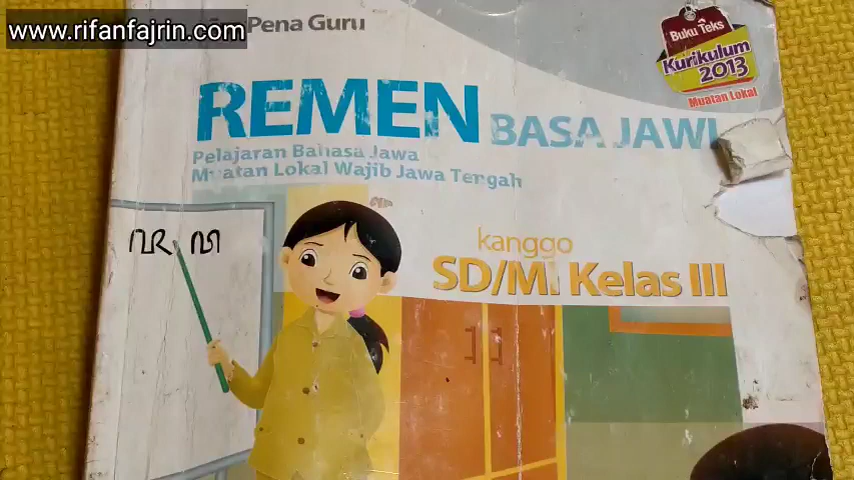 www.rifanfajrin.com
Pena Guru
Buku Teks
Kurikulum
2013
Muatan Lokal
REMEN BASA JAWI
Pelajaran Bahasa Jawa
Muatan Lokal Wajib Jawa Tengah
kanggo
SD/MI Kelas III